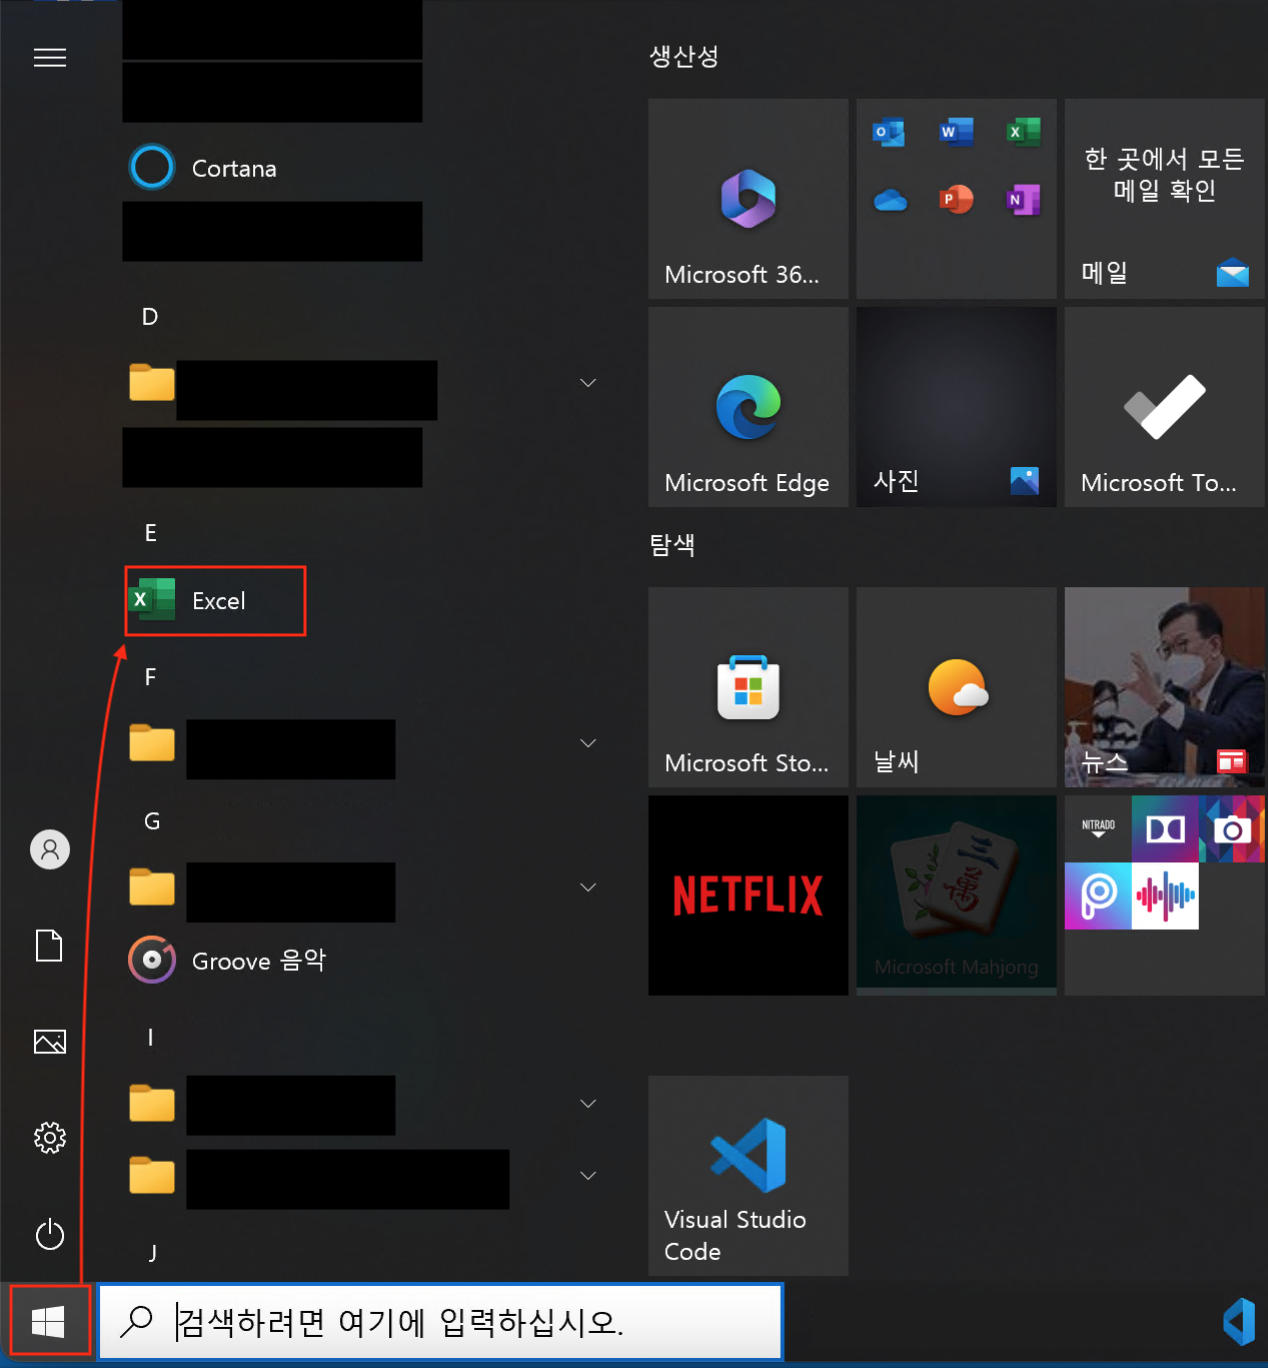 Cortana
D
E
Excel
F
G
Groove 음악
I
J
생산성
Microsoft 36...
한 곳에서 모든
메일 확인
메일
Microsoft Edge
사진
Microsoft To...
탐색
Microsoft Sto...
날씨
뉴스
NETFLIX
Microsoft Mahjong
NITRADO
Visual Studio
Code
검색하려면 여기에 입력하십시오.